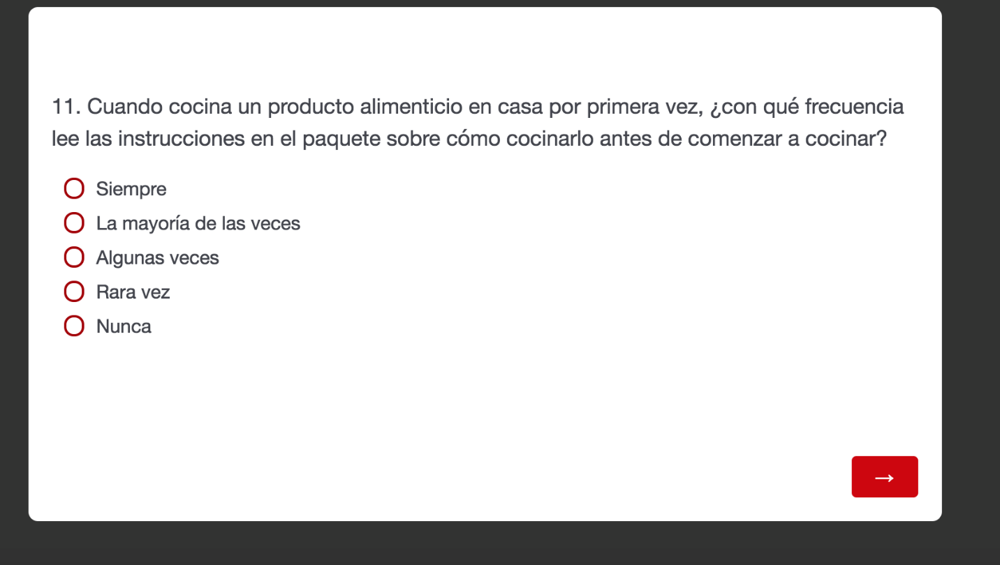 11. Cuando cocina un producto alimenticio en casa por primera vez, ¿con qué frecuencia
lee las instrucciones en el paquete sobre cómo cocinarlo antes de comenzar a cocinar?
Siempre
La mayoría de las veces
Algunas veces
Rara vez
Nunca
→